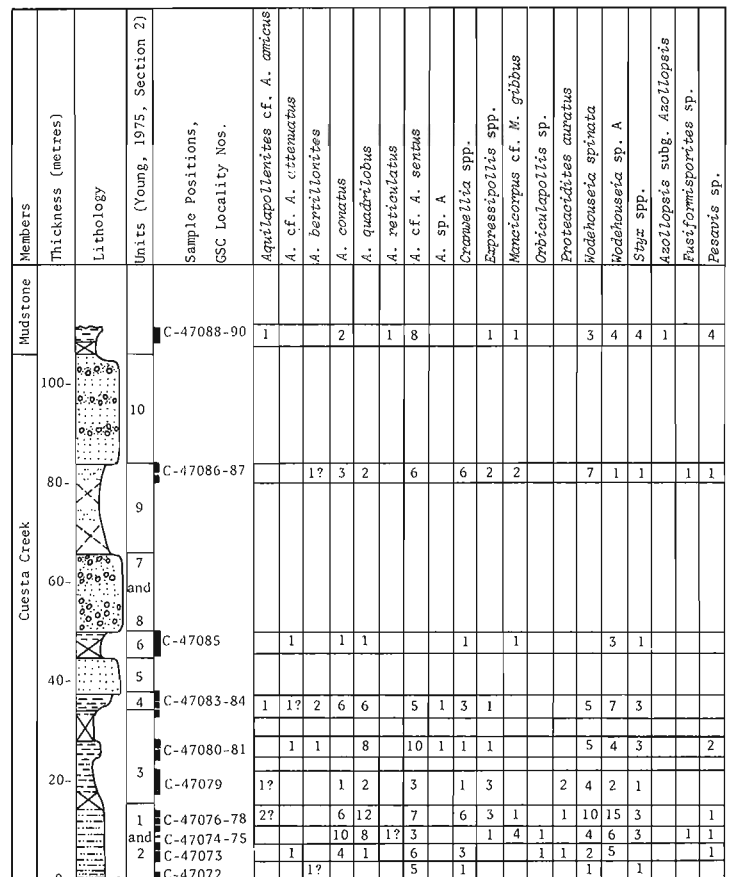 Members
Thickness (metres)
Lithology
Units (Young, 1975, Section 2)
Sample Positions,
GSC Locality Nos.
Aquilapollenites cf. A. amicus
A. cf. A. attenuatus
A. bertillonites
A. conatus
A. quadrilobus
A. reticulatus
A. cf. A. sentus
A. sp. A
Cranwellia spp.
Expressipollis spp.
Mancicorpus cf. M. gibbus
Orbiculapollis sp.
Proteacidites auratus
Wodehouseia spinata
Wodehouseia sp. A
Styx spp.
Azollopsis subg. Azollopsis
Fusiformisporites sp.
Pesavis sp.
Mudstone
C-47088-90 1 2 1 8 1 1 3 4 4 1 4
100-
10
C-47086-87 1? 3 2 6 6 2 2 7 1 1 1 1
80-
9
Cuesta Creek
7
60-
and
8
6 C-47085 1 1 1 1 1 3 1
5
40-
4 C-47083-84 1 1? 2 6 6 5 1 3 1 5 7 3
C-47080-81 1 1 8 10 1 1 1 5 4 3 2
3
20-
C-47079 1? 1 2 3 1 3 2 4 2 1
1 C-47076-78 2? 6 12 7 6 3 1 1 10 15 3 1
and C-47074-75 10 8 1? 3 1 4 1 4 6 3 1 1
2 C-47073 1 4 1 6 3 1 1 2 5 1
0 C-47072 1? 5 1 1 1